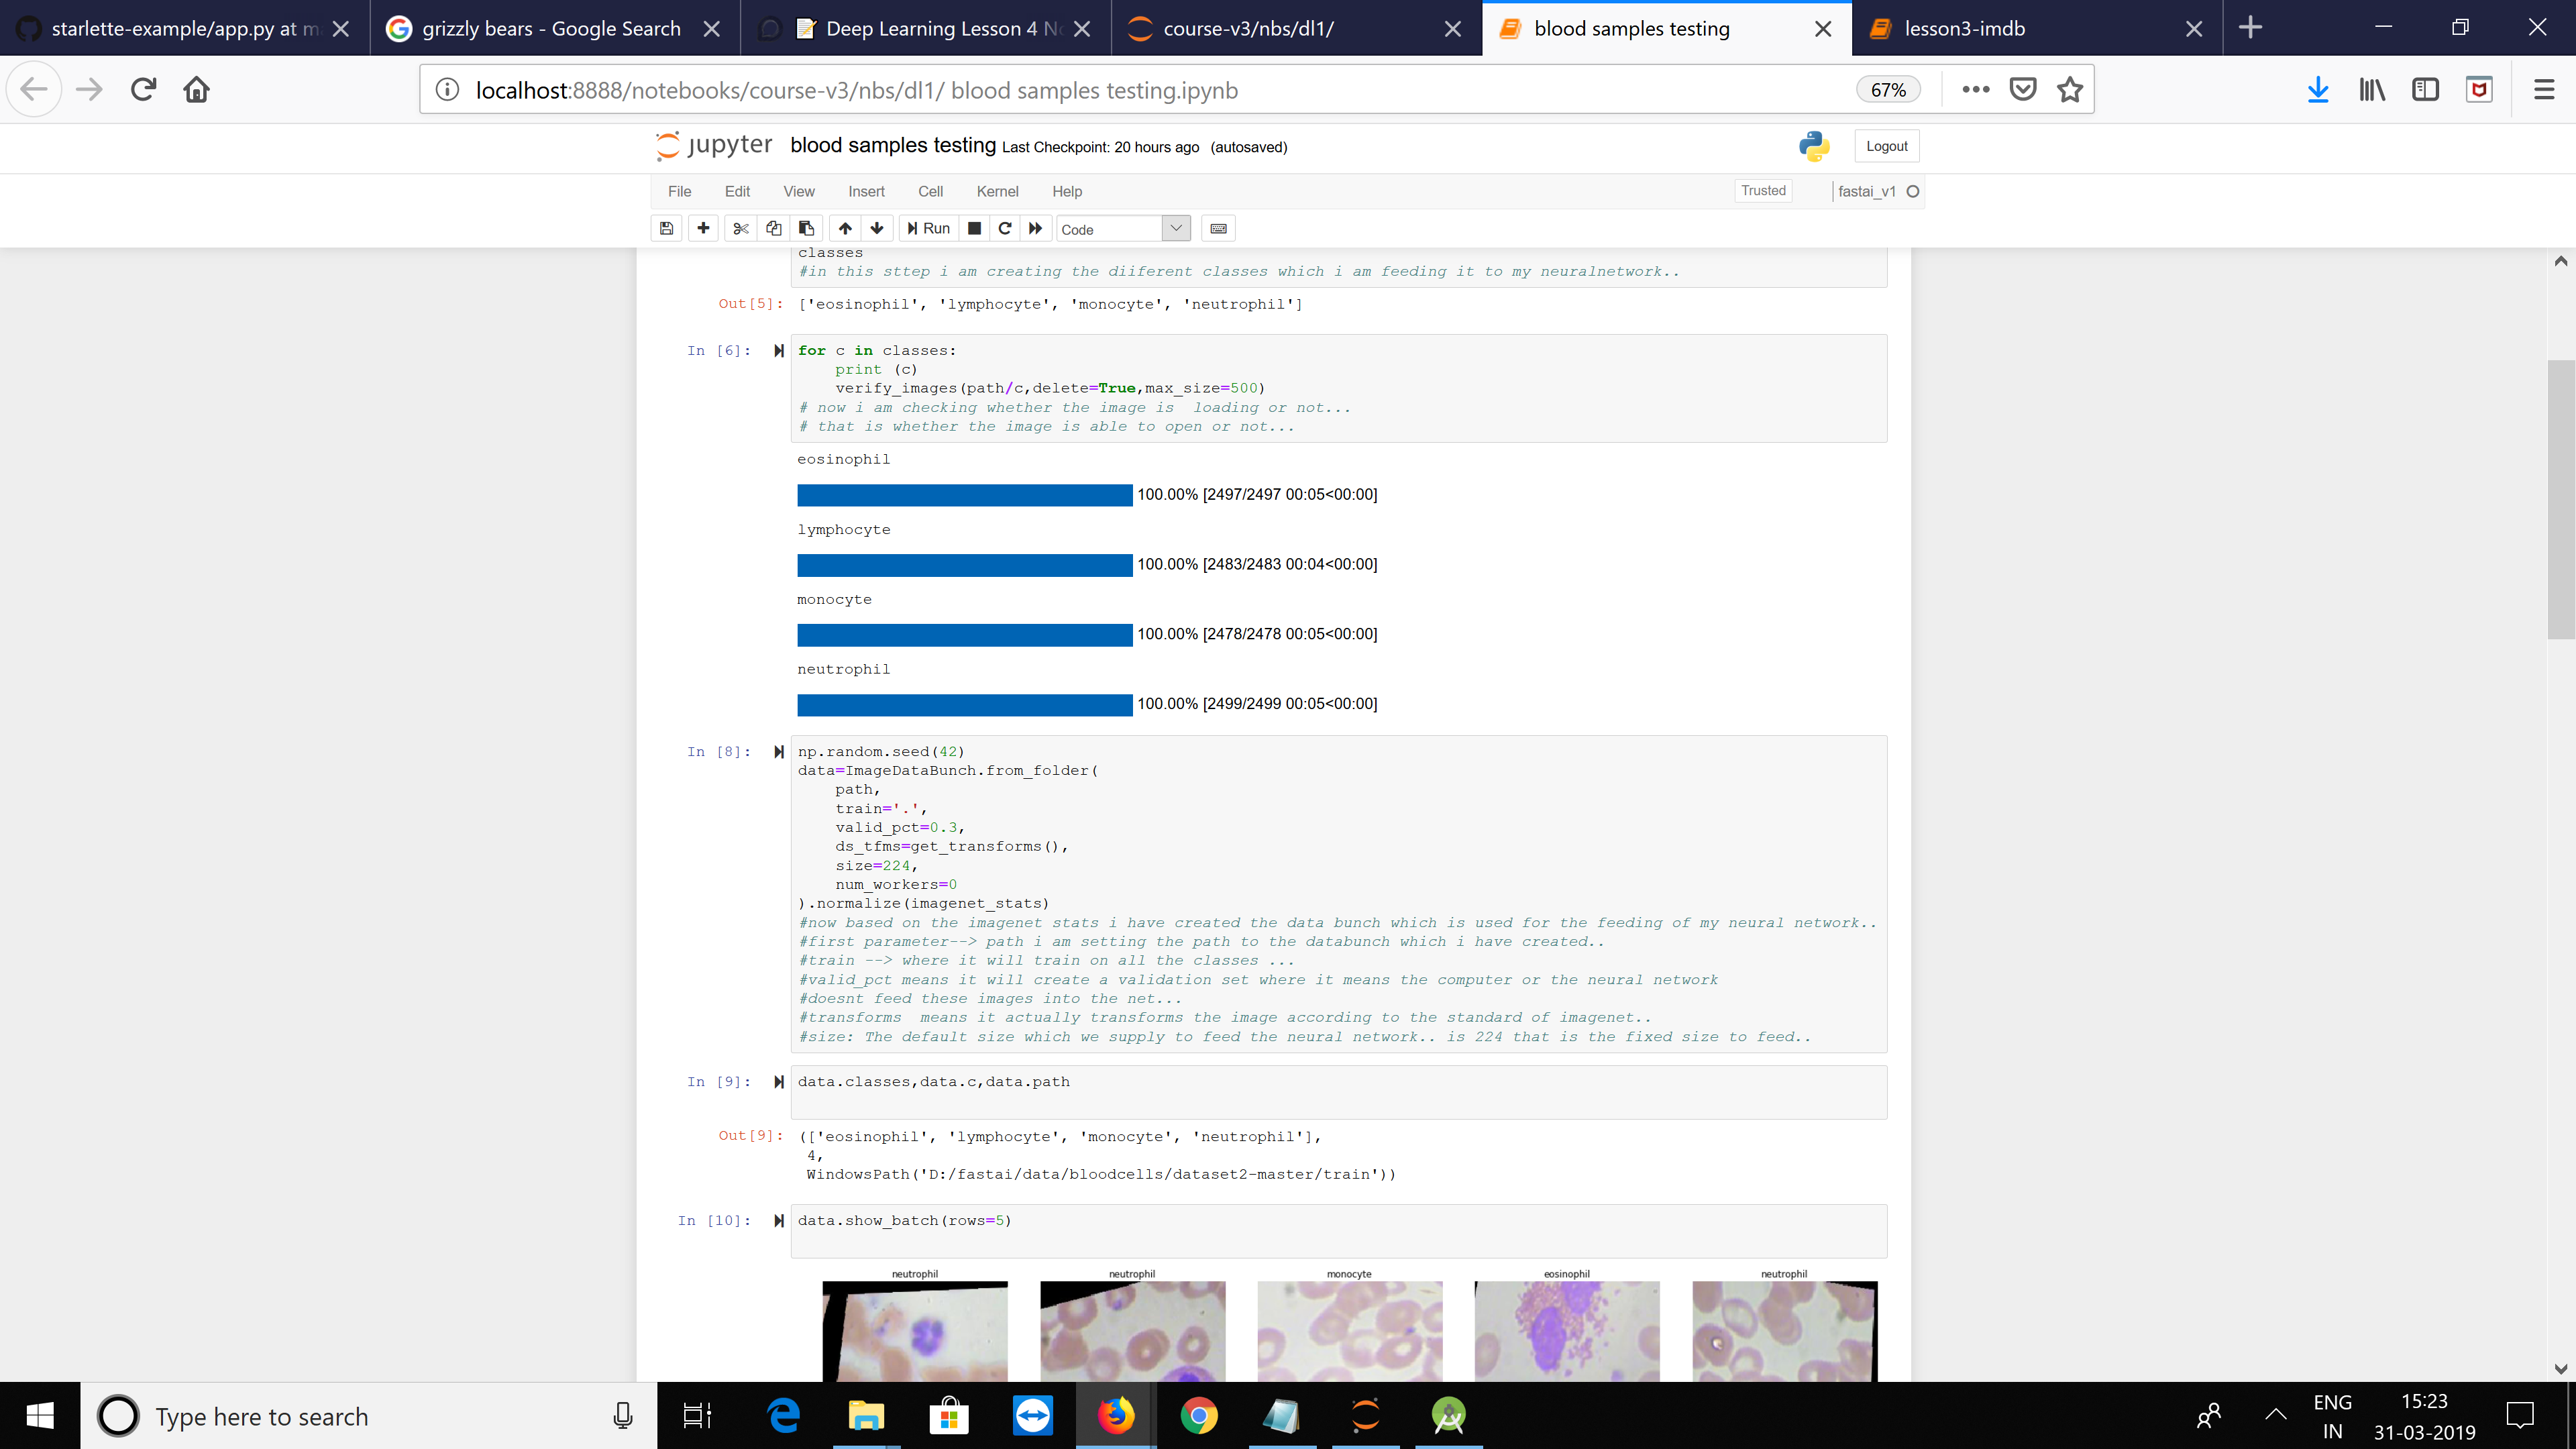 starlette-example/app.py at m
grizzly bears - Google Search
Deep Learning Lesson 4 No
course-v3/nbs/dl1/
blood samples testing
lesson3-imdb
localhost:8888/notebooks/course-v3/nbs/dl1/ blood samples testing.ipynb
67%
jupyter blood samples testing Last Checkpoint: 20 hours ago (autosaved)
Logout
File Edit View Insert Cell Kernel Help
Trusted
fastai_v1
Run
Code
classes
#in this sttep i am creating the diiferent classes which i am feeding it to my neuralnetwork..
Out[5]: ['eosinophil', 'lymphocyte', 'monocyte', 'neutrophil']
In [6]: for c in classes:
    print (c)
    verify_images(path/c,delete=True,max_size=500)
# now i am checking whether the image is  loading or not...
# that is whether the image is able to open or not...
eosinophil
100.00% [2497/2497 00:05<00:00]
lymphocyte
100.00% [2483/2483 00:04<00:00]
monocyte
100.00% [2478/2478 00:05<00:00]
neutrophil
100.00% [2499/2499 00:05<00:00]
In [8]: np.random.seed(42)
data=ImageDataBunch.from_folder(
    path,
    train='.',
    valid_pct=0.3,
    ds_tfms=get_transforms(),
    size=224,
    num_workers=0
).normalize(imagenet_stats)
#now based on the imagenet stats i have created the data bunch which is used for the feeding of my neural network..
#first parameter--> path i am setting the path to the databunch which i have created..
#train --> where it will train on all the classes ...
#valid_pct means it will create a validation set where it means the computer or the neural network
#doesnt feed these images into the net...
#transforms  means it actually transforms the image according to the standard of imagenet..
#size: The default size which we supply to feed the neural network.. is 224 that is the fixed size to feed..
In [9]: data.classes,data.c,data.path
Out[9]: (['eosinophil', 'lymphocyte', 'monocyte', 'neutrophil'],
 4,
 WindowsPath('D:/fastai/data/bloodcells/dataset2-master/train'))
In [10]: data.show_batch(rows=5)
neutrophil neutrophil monocyte eosinophil neutrophil
Type here to search
ENG
IN
15:23
31-03-2019